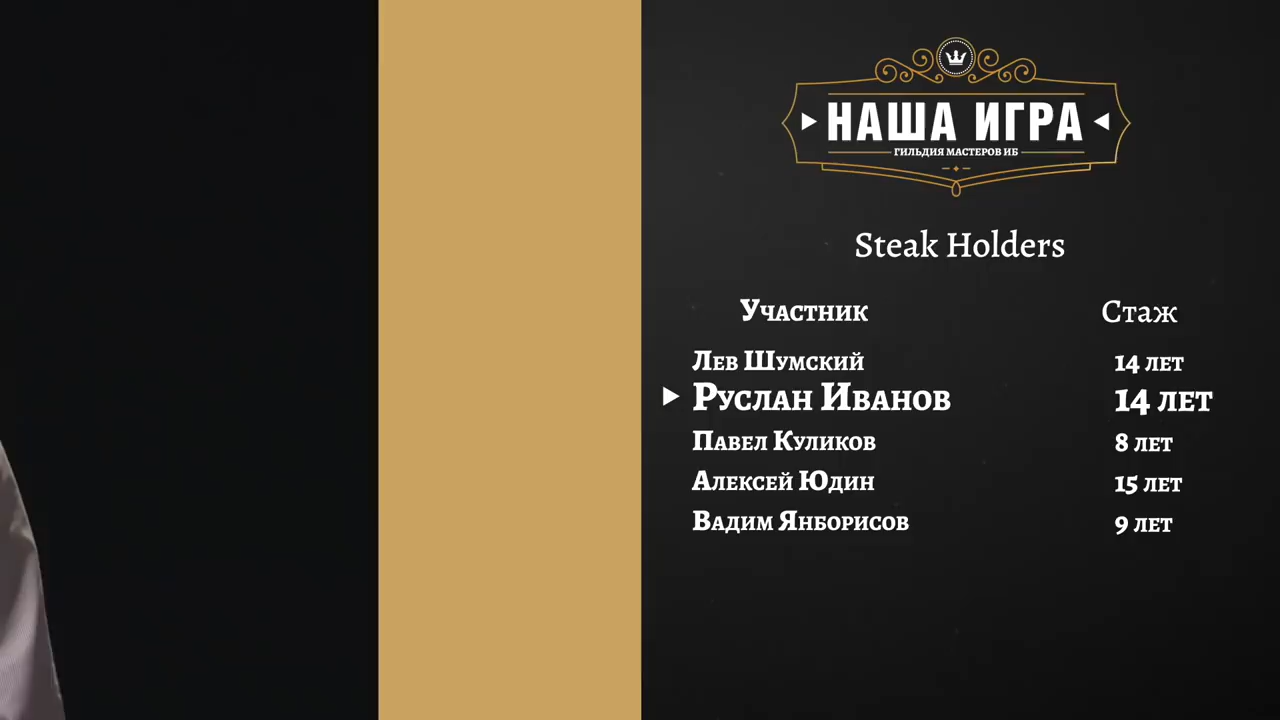 НАША ИГРА
ГИЛЬДИЯ МАСТЕРОВ ИБ
Steak Holders
Участник Стаж
Лев Шумский 14 лет
Руслан Иванов 14 лет
Павел Куликов 8 лет
Алексей Юдин 15 лет
Вадим Янборисов 9 лет